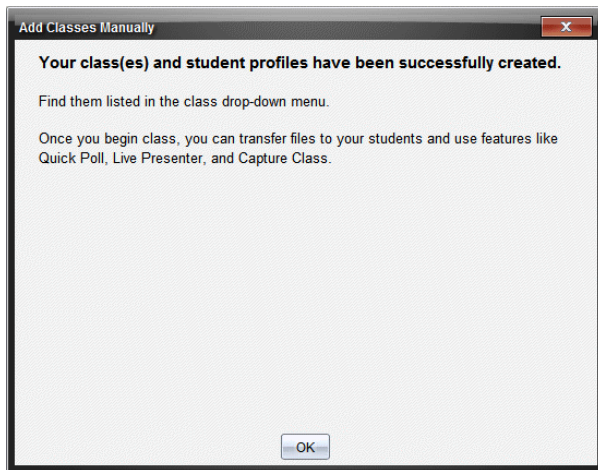 Add Classes Manually
Your class(es) and student profiles have been successfully created.
Find them listed in the class drop-down menu.
Once you begin class, you can transfer files to your students and use features like
Quick Poll, Live Presenter, and Capture Class.
OK